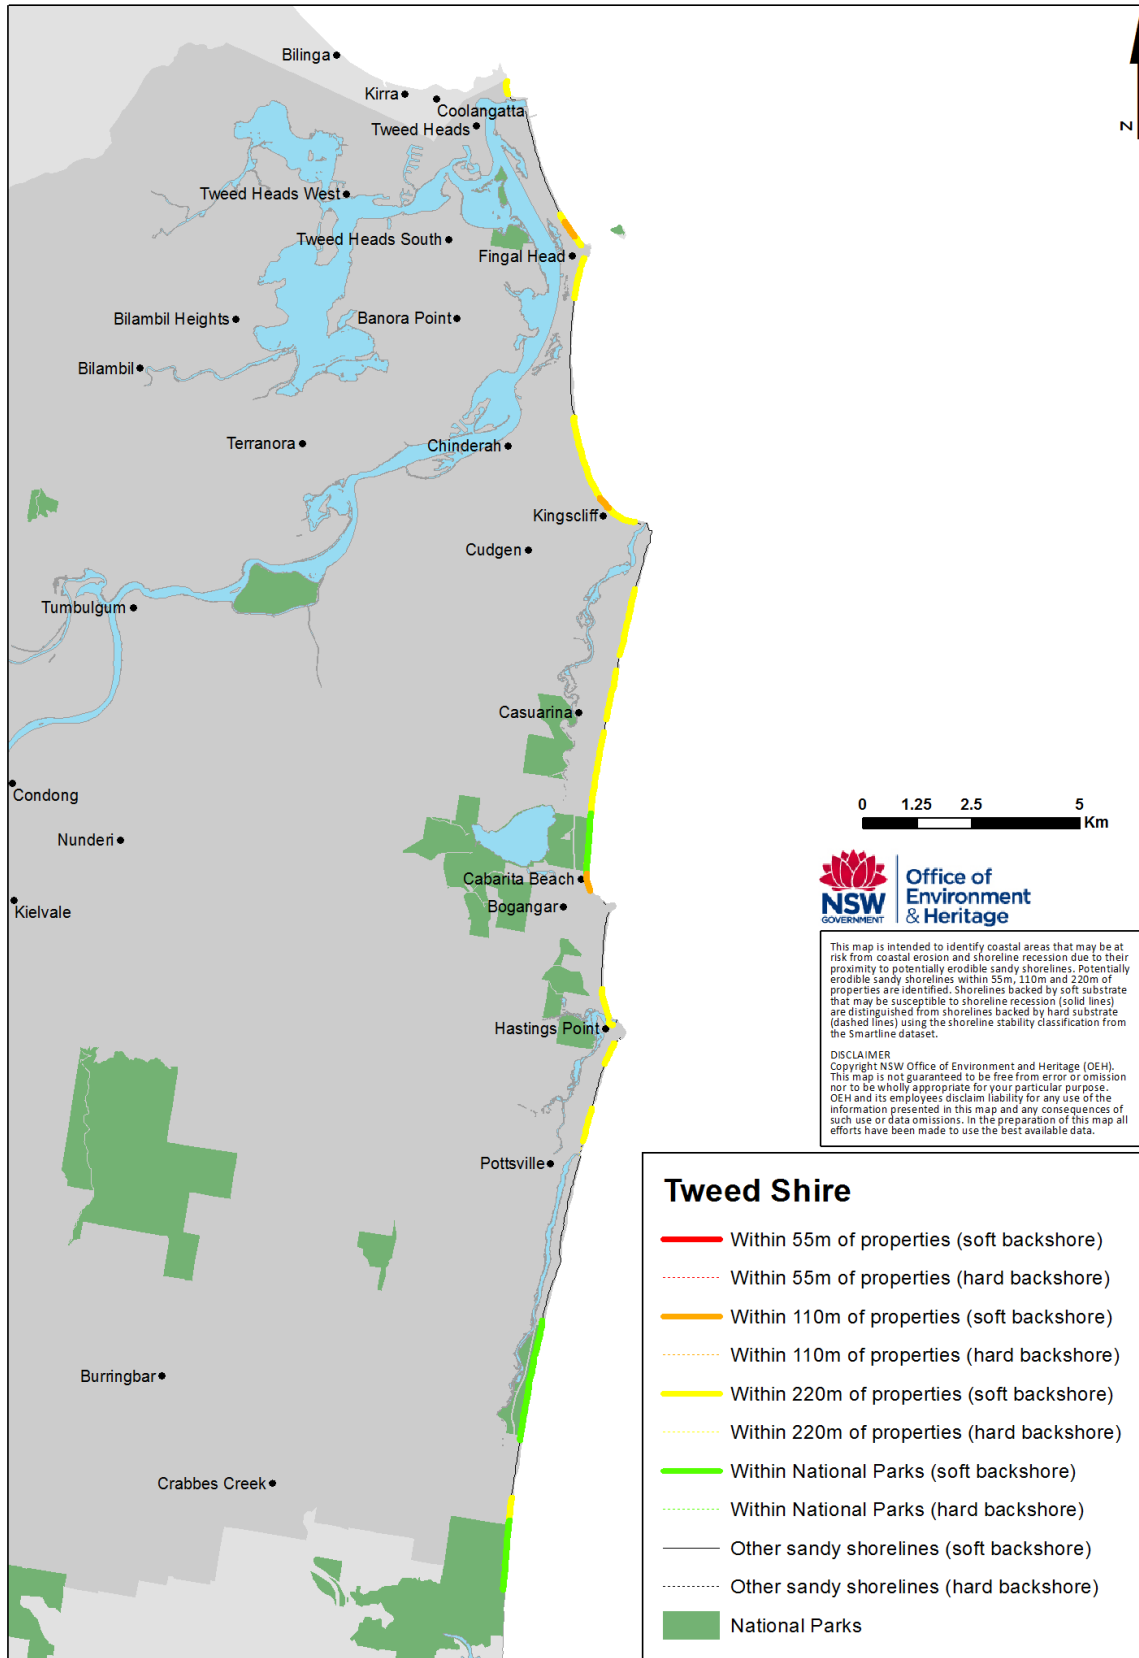 Bilinga
Kirra
Coolangatta
Tweed Heads
N
Tweed Heads West
Tweed Heads South
Fingal Head
Bilambil Heights
Banora Point
Bilambil
Terranora
Chinderah
Kingscliff
Cudgen
Tumbulgum
Casuarina
Condong
0 1.25 2.5 5
Km
Nunderi
Cabarita Beach
Kielvale
Bogangar
NSW
GOVERNMENT
Office of
Environment
& Heritage
This map is intended to identify coastal areas that may be at
risk from coastal erosion and shoreline recession due to their
proximity to potentially erodible sandy shorelines. Potentially
erodible sandy shorelines within 55m, 110m and 220m of
properties are identified. Shorelines backed by soft substrate
that may be susceptible to shoreline recession (solid lines)
are distinguished from shorelines backed by hard substrate
(dashed lines) using the shoreline stability classification from
the Smartline dataset.
DISCLAIMER
Copyright NSW Office of Environment and Heritage (OEH).
This map is not guaranteed to be free from error or omission
nor to be wholly appropriate for your particular purpose.
OEH and its employees disclaim liability for any use of the
information presented in this map and any consequences of
such use or data omissions. In the preparation of this map all
efforts have been made to use the best available data.
Hastings Point
Pottsville
Burringbar
Crabbes Creek
Tweed Shire
Within 55m of properties (soft backshore)
Within 55m of properties (hard backshore)
Within 110m of properties (soft backshore)
Within 110m of properties (hard backshore)
Within 220m of properties (soft backshore)
Within 220m of properties (hard backshore)
Within National Parks (soft backshore)
Within National Parks (hard backshore)
Other sandy shorelines (soft backshore)
Other sandy shorelines (hard backshore)
National Parks